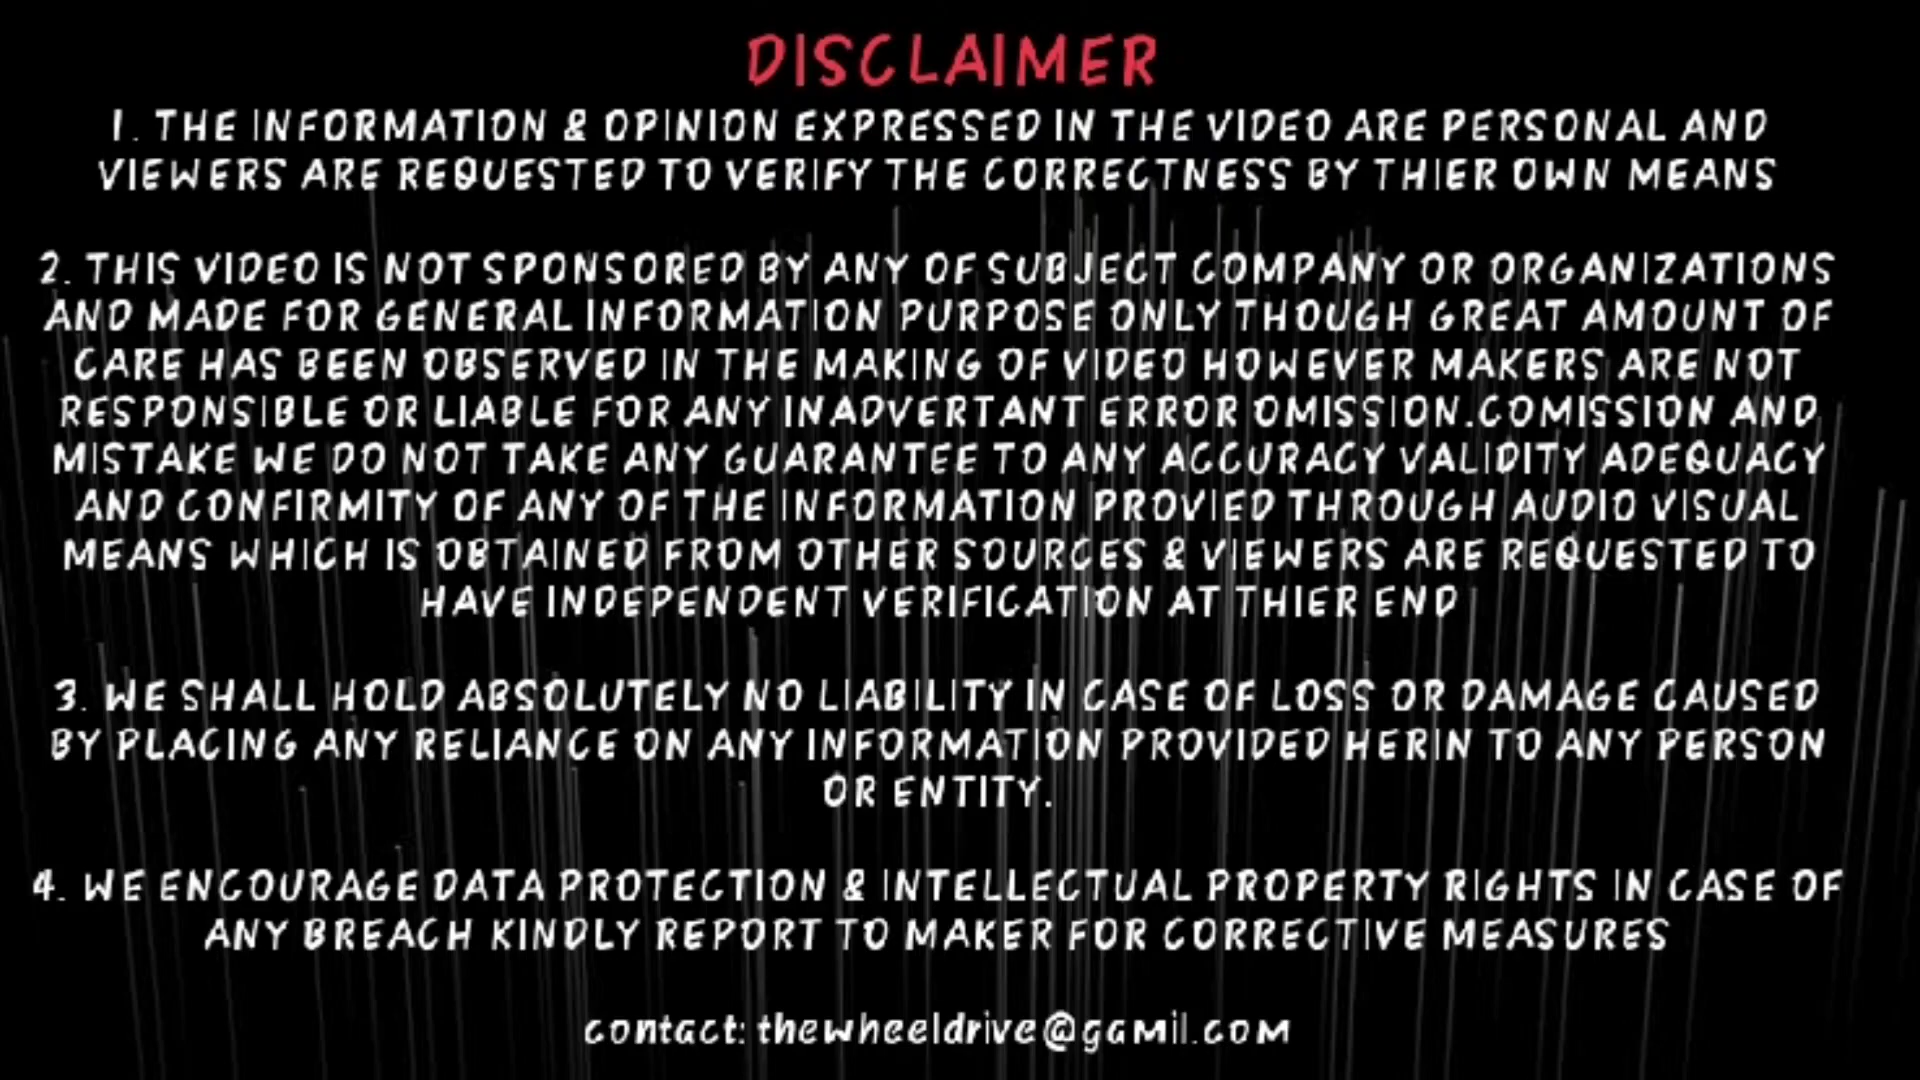 DISCLAIMER
1. THE INFORMATION & OPINION EXPRESSED IN THE VIDEO ARE PERSONAL AND
VIEWERS ARE REQUESTED TO VERIFY THE CORRECTNESS BY THIER OWN MEANS
2. THIS VIDEO IS NOT SPONSORED BY ANY OF SUBJECT COMPANY OR ORGANIZATIONS
AND MADE FOR GENERAL INFORMATION PURPOSE ONLY THOUGH GREAT AMOUNT OF
CARE HAS BEEN OBSERVED IN THE MAKING OF VIDEO HOWEVER MAKERS ARE NOT
RESPONSIBLE OR LIABLE FOR ANY INADVERTANT ERROR OMISSION.COMISSION AND
MISTAKE WE DO NOT TAKE ANY GUARANTEE TO ANY ACCURACY VALIDITY ADEQUACY
AND CONFIRMITY OF ANY OF THE INFORMATION PROVIED THROUGH AUDIO VISUAL
MEANS WHICH IS OBTAINED FROM OTHER SOURCES & VIEWERS ARE REQUESTED TO
HAVE INDEPENDENT VERIFICATION AT THIER END
3. WE SHALL HOLD ABSOLUTELY NO LIABILITY IN CASE OF LOSS OR DAMAGE CAUSED
BY PLACING ANY RELIANCE ON ANY INFORMATION PROVIDED HERIN TO ANY PERSON
OR ENTITY.
4. WE ENCOURAGE DATA PROTECTION & INTELLECTUAL PROPERTY RIGHTS IN CASE OF
ANY BREACH KINDLY REPORT TO MAKER FOR CORRECTIVE MEASURES
contact: thewheeldrive@gamil.com